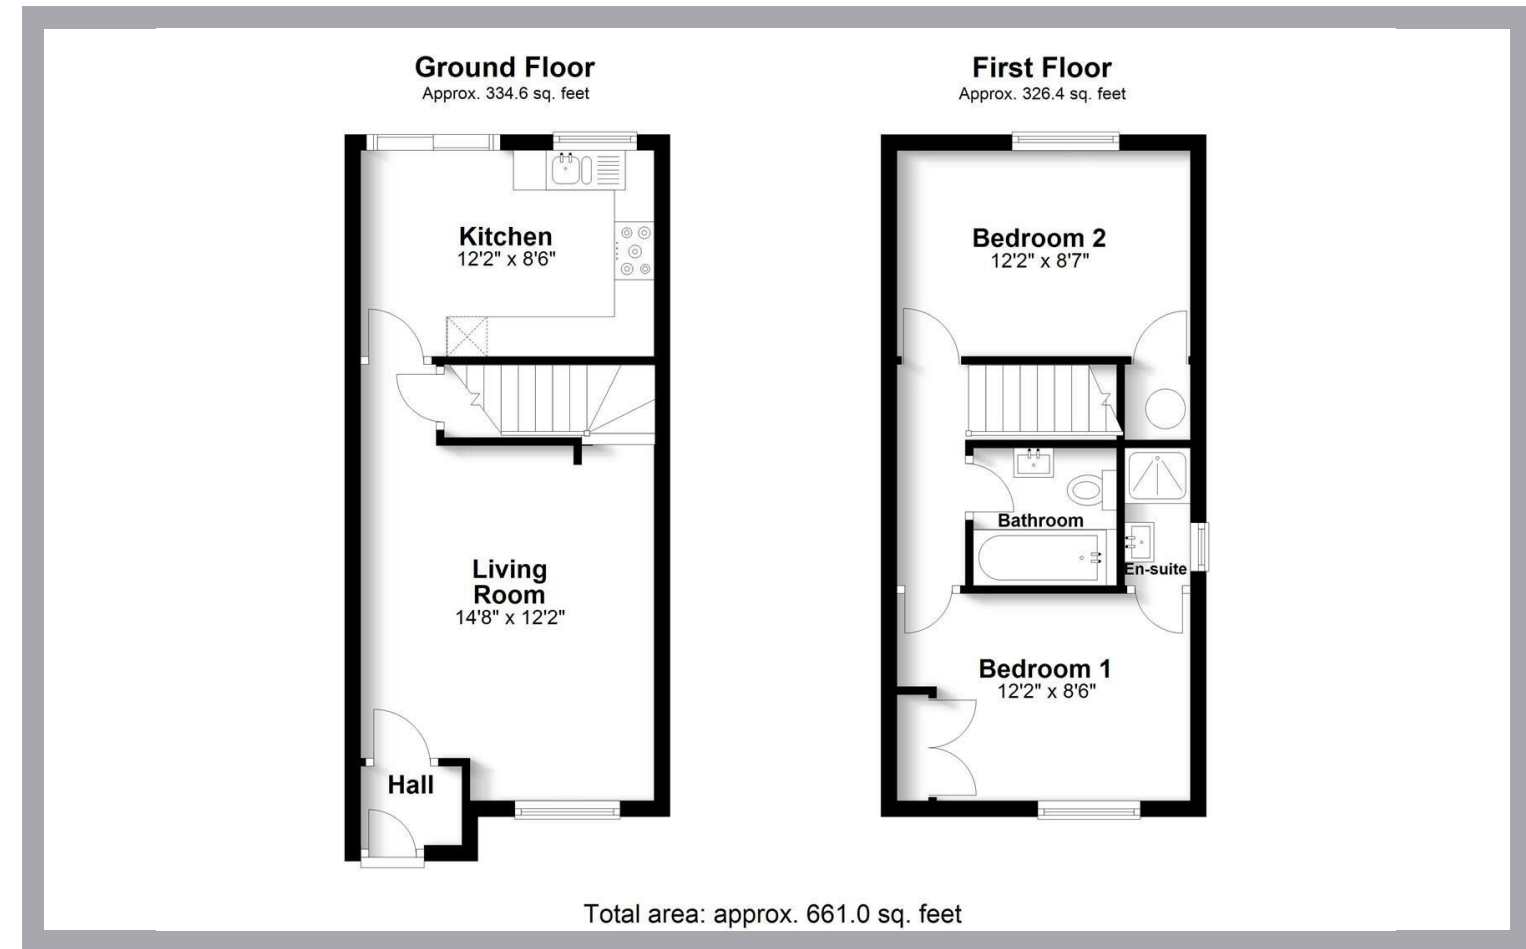 Ground Floor
Approx. 334.6 sq. feet
Kitchen
12'2" x 8'6"
Living
Room
14'8" x 12'2"
Hall
First Floor
Approx. 326.4 sq. feet
Bedroom 2
12'2" x 8'7"
Bathroom
En-suite
Bedroom 1
12'2" x 8'6"
Total area: approx. 661.0 sq. feet